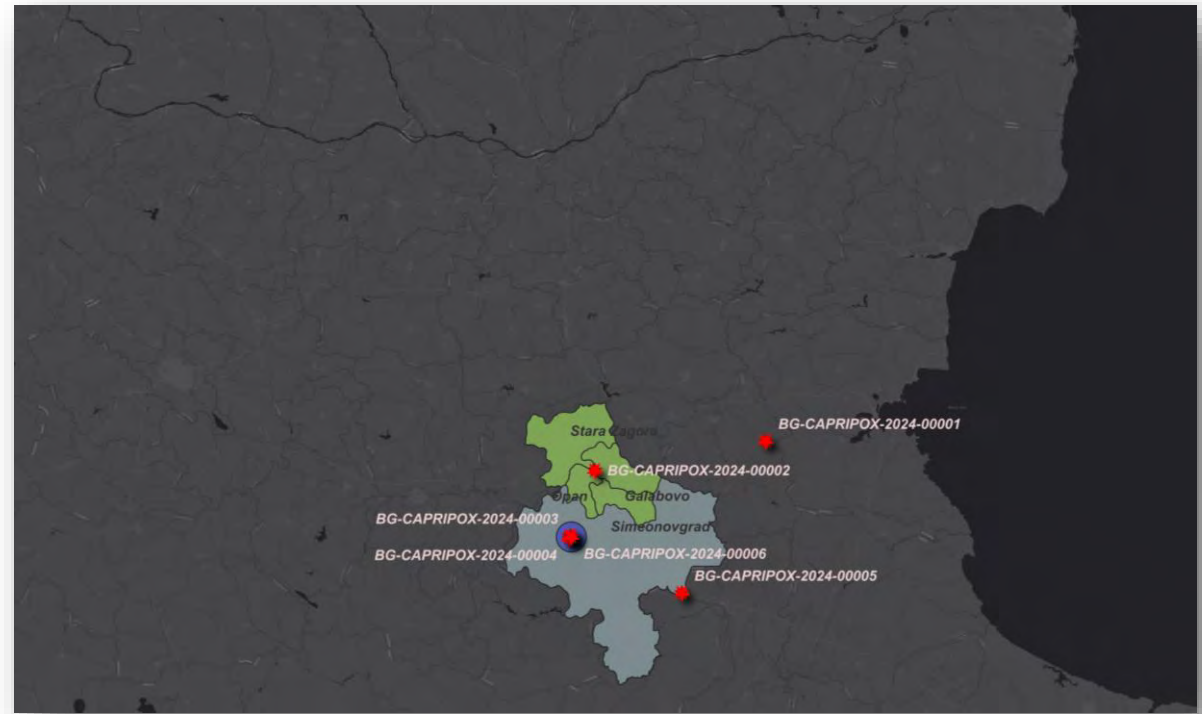 BG-CAPRIPOX-2024-00001
Stara Zagora
BG-CAPRIPOX-2024-00002
Opan
Galabovo
BG-CAPRIPOX-2024-00003
Simeonovgrad
BG-CAPRIPOX-2024-00004
BG-CAPRIPOX-2024-00006
BG-CAPRIPOX-2024-00005